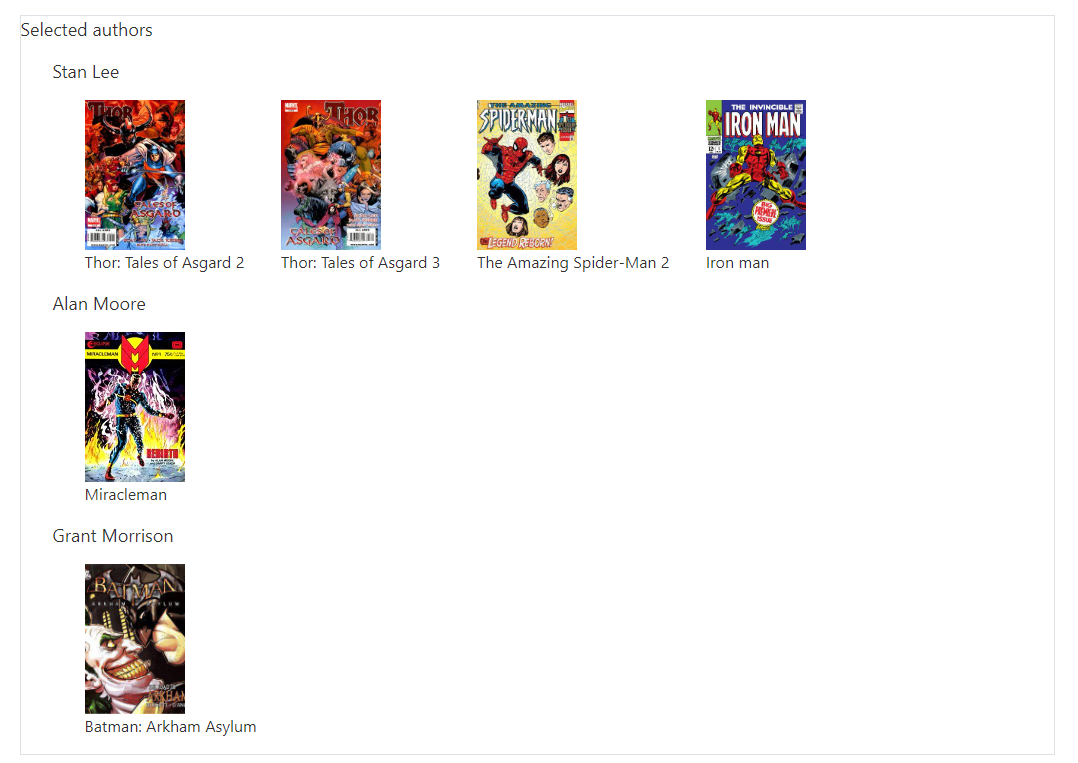 Selected authors
Stan Lee
THOR
TALES OF
ASGARD
MARVEL
THOR
TALES OF
ASGARD
THE AMAZING
SPIDER-MAN
LEGEND REBORN!
THE INVINCIBLE
IRON MAN
BIG
PREMIERE
ISSUE
Thor: Tales of Asgard 2
Thor: Tales of Asgard 3
The Amazing Spider-Man 2
Iron man
Alan Moore
ECLIPSE
MIRACLEMAN
REBIRTH
Miracleman
Grant Morrison
BATMAN
ARKHAM ASYLUM
ARKHAM
Batman: Arkham Asylum